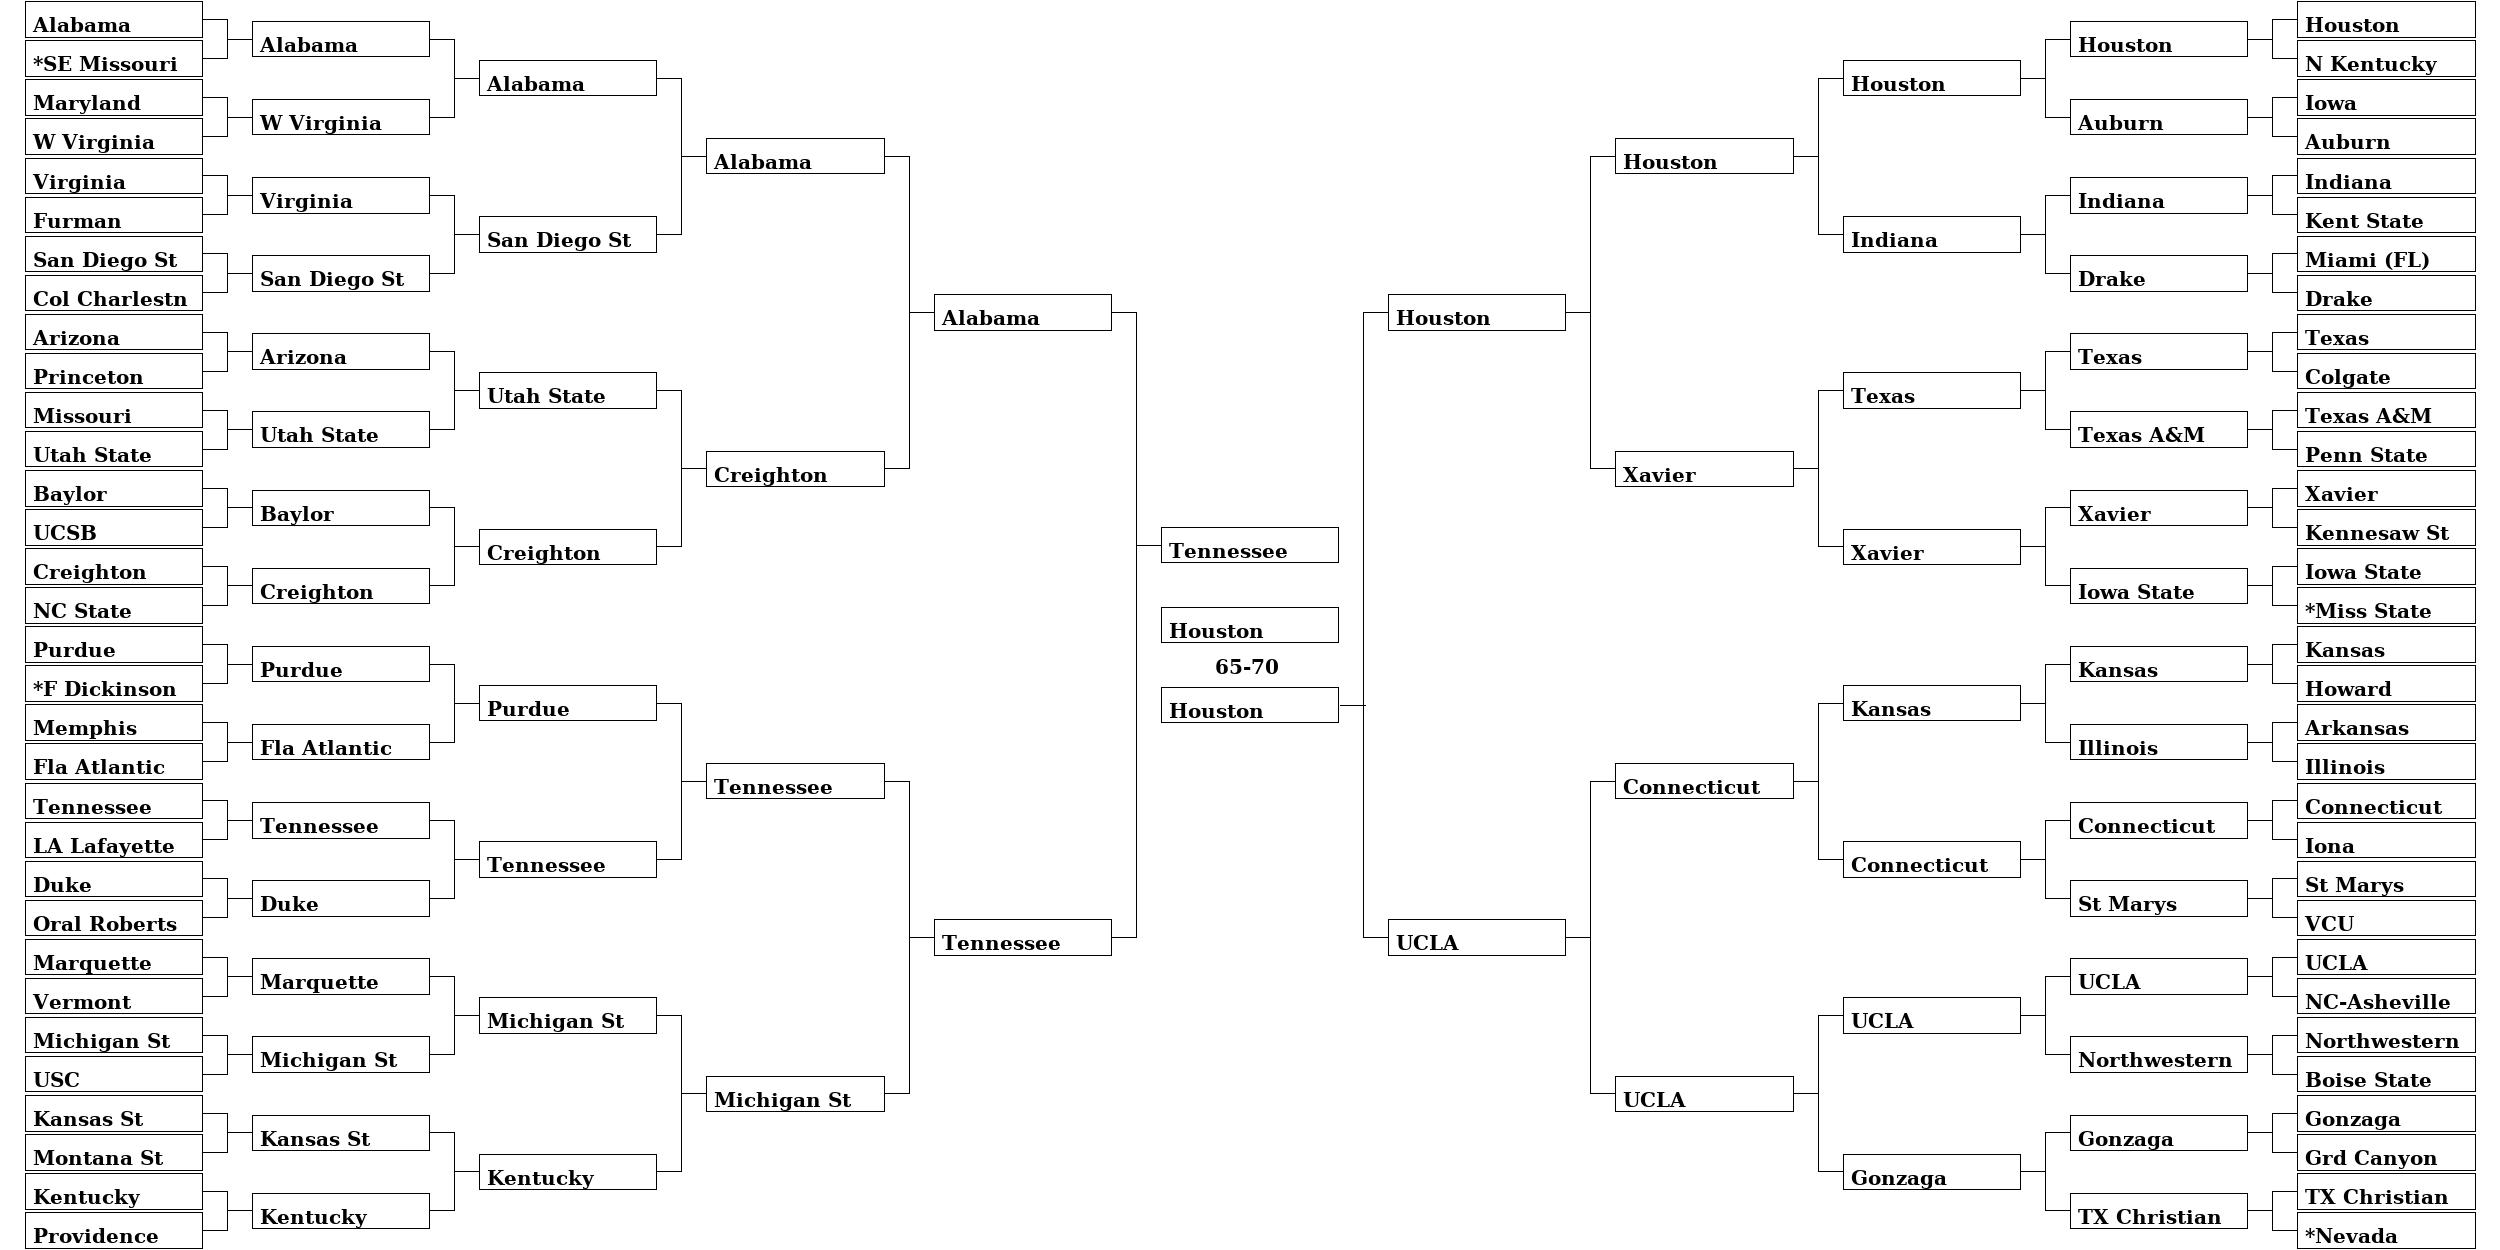 Alabama
*SE Missouri
Maryland
W Virginia
Virginia
Furman
San Diego St
Col Charlestn
Arizona
Princeton
Missouri
Utah State
Baylor
UCSB
Creighton
NC State
Purdue
*F Dickinson
Memphis
Fla Atlantic
Tennessee
LA Lafayette
Duke
Oral Roberts
Marquette
Vermont
Michigan St
USC
Kansas St
Montana St
Kentucky
Providence
Alabama
W Virginia
Virginia
San Diego St
Arizona
Utah State
Baylor
Creighton
Purdue
Fla Atlantic
Tennessee
Duke
Marquette
Michigan St
Kansas St
Kentucky
Alabama
San Diego St
Utah State
Creighton
Purdue
Tennessee
Michigan St
Kentucky
Alabama
Creighton
Tennessee
Michigan St
Alabama
Tennessee
Tennessee
Houston
65-70
Houston
Houston
UCLA
Houston
Xavier
Connecticut
UCLA
Houston
Indiana
Texas
Xavier
Kansas
Connecticut
UCLA
Gonzaga
Houston
Auburn
Indiana
Drake
Texas
Texas A&M
Xavier
Iowa State
Kansas
Illinois
Connecticut
St Marys
UCLA
Northwestern
Gonzaga
TX Christian
Houston
N Kentucky
Iowa
Auburn
Indiana
Kent State
Miami (FL)
Drake
Texas
Colgate
Texas A&M
Penn State
Xavier
Kennesaw St
Iowa State
*Miss State
Kansas
Howard
Arkansas
Illinois
Connecticut
Iona
St Marys
VCU
UCLA
NC-Asheville
Northwestern
Boise State
Gonzaga
Grd Canyon
TX Christian
*Nevada